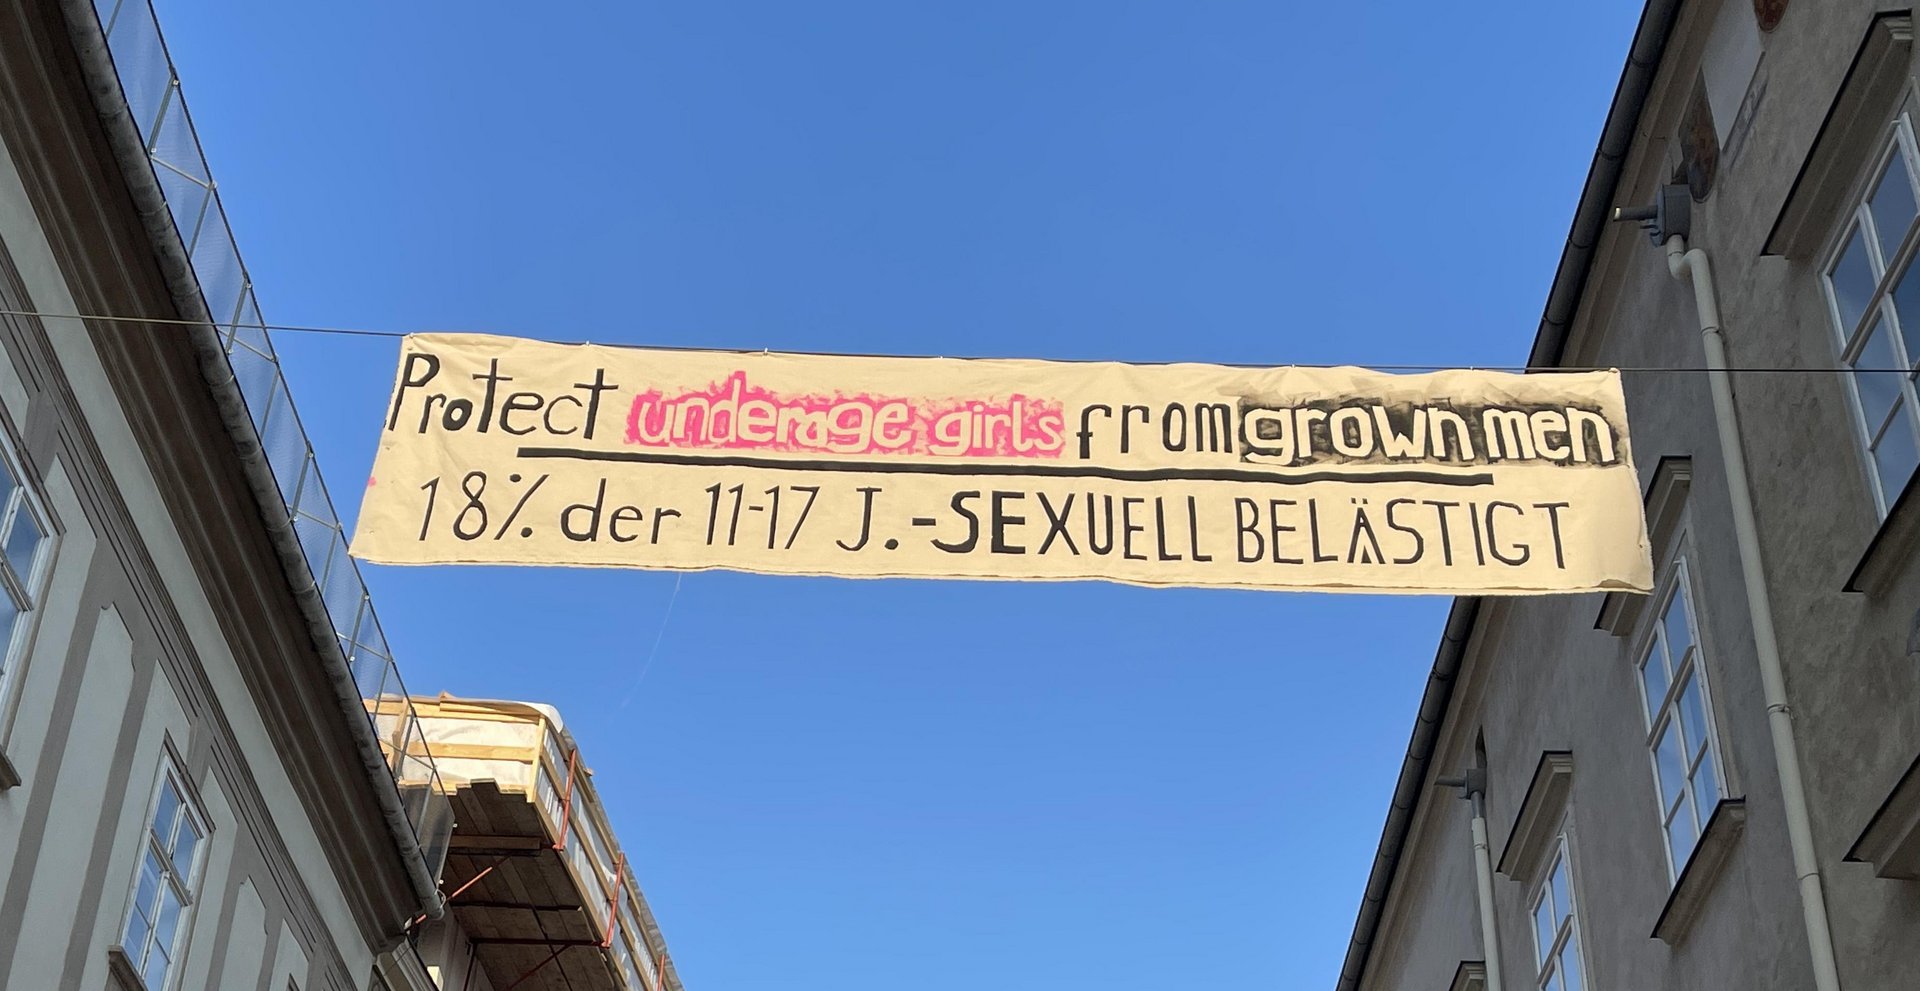 Protect underage girls from grown men
18% der 11-17 J.-SEXUELL BELÄSTIGT